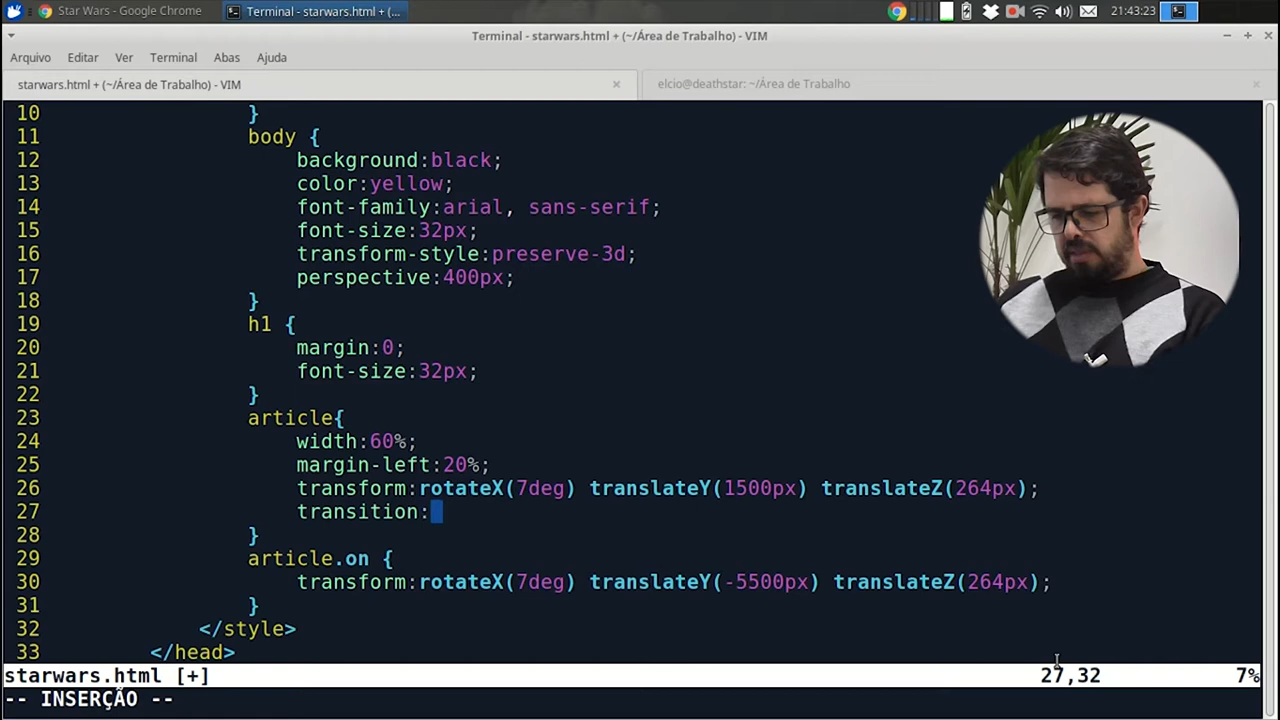 Star Wars - Google Chrome
Terminal - starwars.html + (...
21:43:23
Terminal - starwars.html + (~/Área de Trabalho) - VIM
Arquivo Editar Ver Terminal Abas Ajuda
starwars.html + (~/Área de Trabalho) - VIM
elcio@deathstar: ~/Área de Trabalho
10 }
11 body {
12 background:black;
13 color:yellow;
14 font-family:arial, sans-serif;
15 font-size:32px;
16 transform-style:preserve-3d;
17 perspective:400px;
18 }
19 h1 {
20 margin:0;
21 font-size:32px;
22 }
23 article{
24 width:60%;
25 margin-left:20%;
26 transform:rotateX(7deg) translateY(1500px) translateZ(264px);
27 transition:
28 }
29 article.on {
30 transform:rotateX(7deg) translateY(-5500px) translateZ(264px);
31 }
32 </style>
33 </head>
starwars.html [+] 27,32 7%
-- INSERÇÃO --